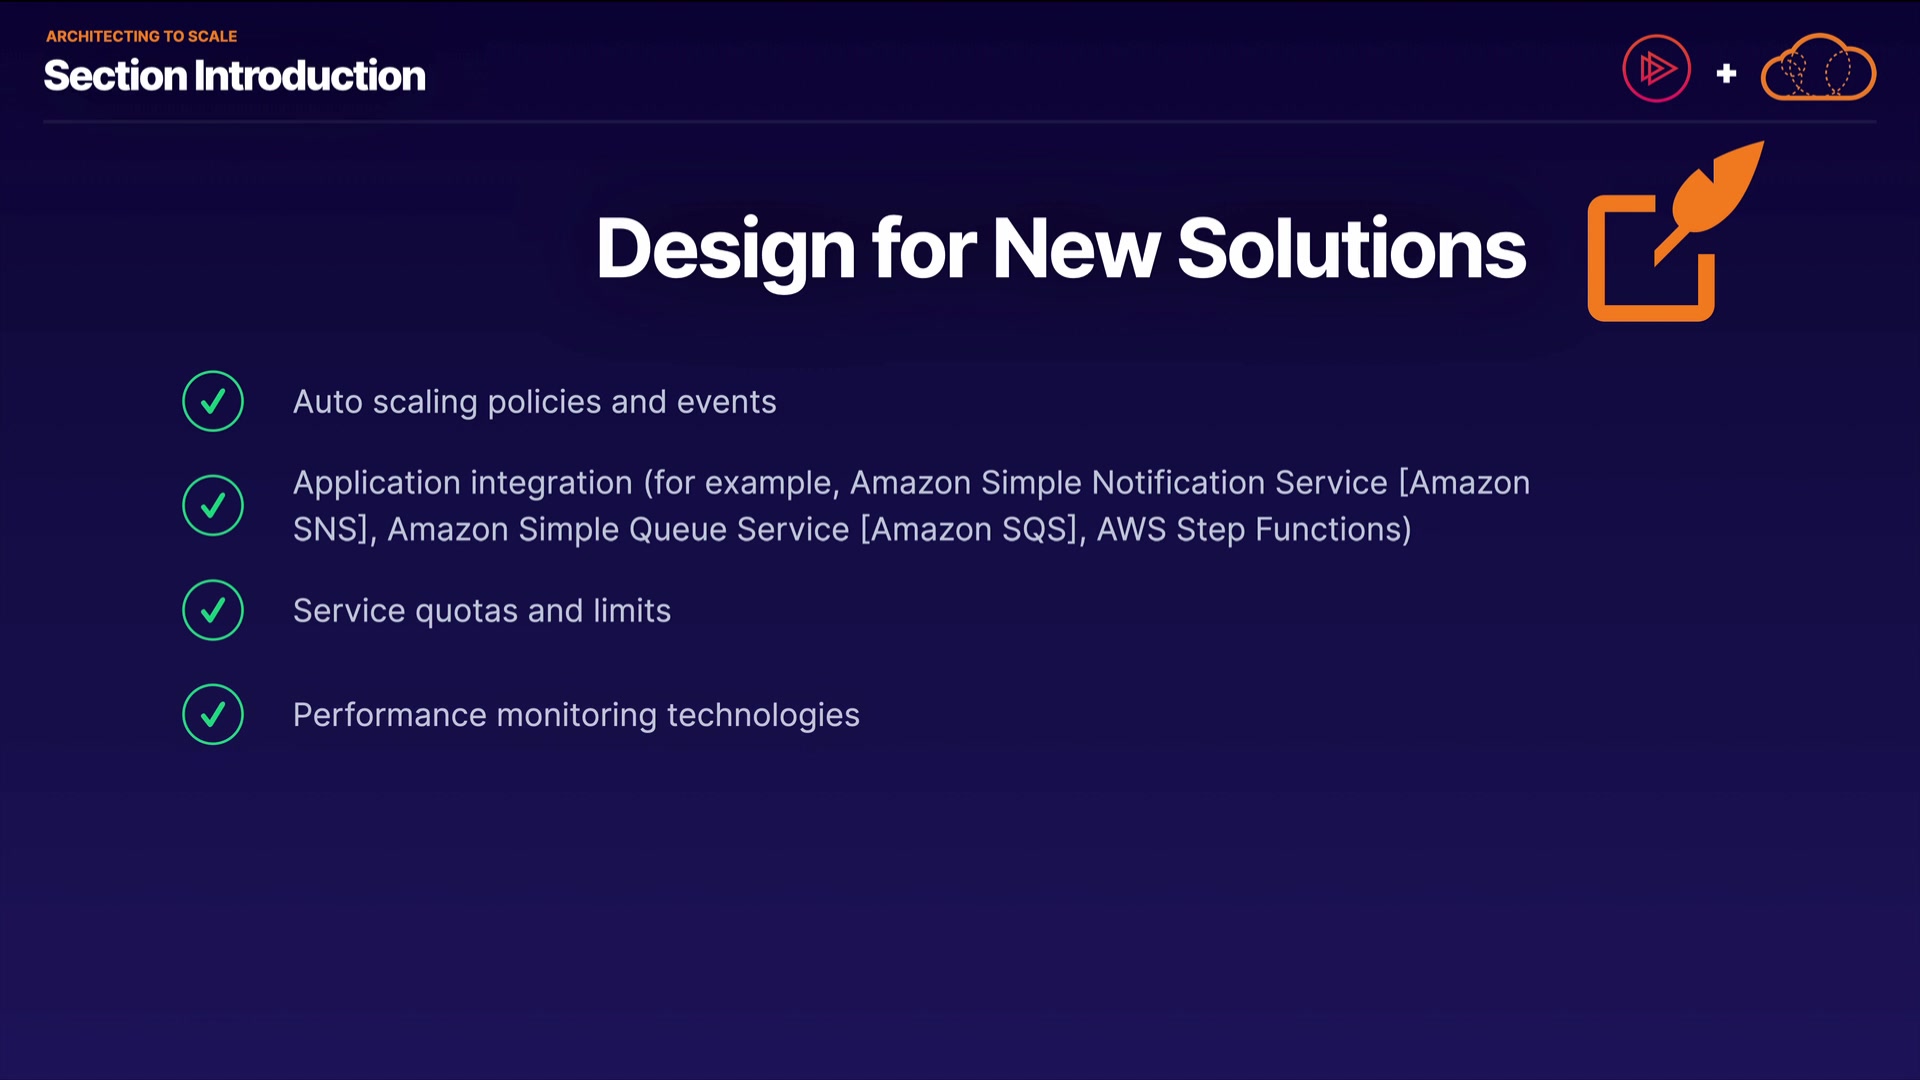 ARCHITECTING TO SCALE
Section Introduction
Design for New Solutions
Auto scaling policies and events
Application integration (for example, Amazon Simple Notification Service [Amazon
SNS], Amazon Simple Queue Service [Amazon SQS], AWS Step Functions)
Service quotas and limits
Performance monitoring technologies